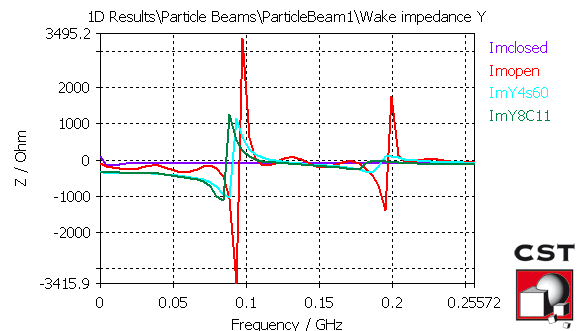 1D Results\Particle Beams\ParticleBeam1\Wake impedance Y
3495.2
2000
1000
0
-1000
-2000
-3415.9
Z / Ohm
0
0.05
0.1
0.15
0.2
0.25572
Frequency / GHz
Imclosed
Imopen
ImY4s60
ImY8C11
CST